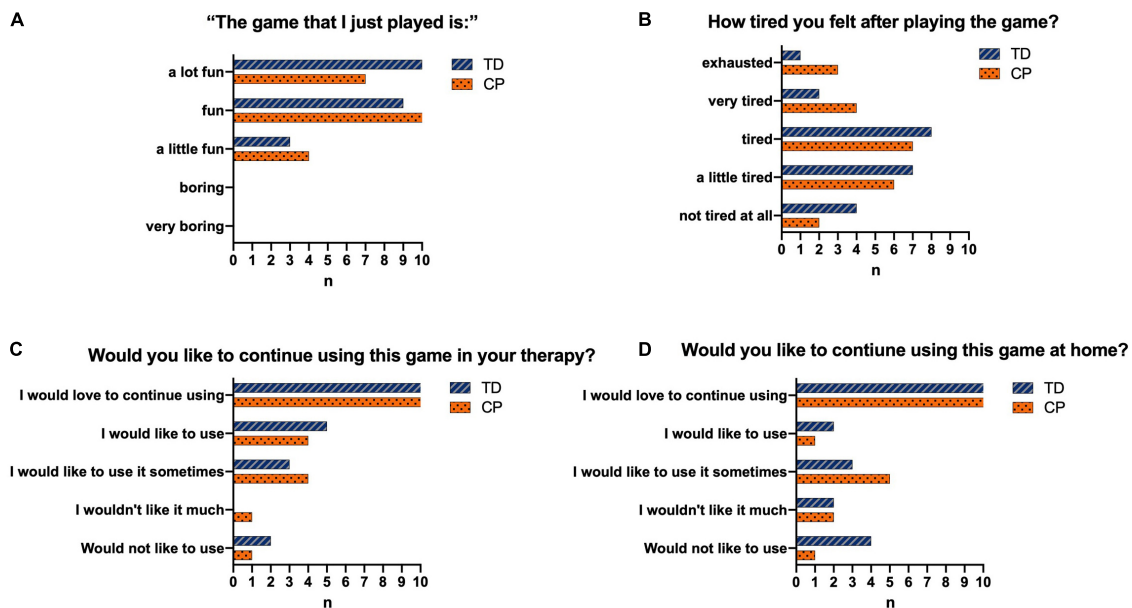 A
“The game that I just played is:”
a lot fun
fun
a little fun
boring
very boring
0 1 2 3 4 5 6 7 8 9 10
n
TD
CP
B
How tired you felt after playing the game?
exhausted
very tired
tired
a little tired
not tired at all
0 1 2 3 4 5 6 7 8 9 10
n
TD
CP
C
Would you like to continue using this game in your therapy?
I would love to continue using
I would like to use
I would like to use it sometimes
I wouldn't like it much
Would not like to use
0 1 2 3 4 5 6 7 8 9 10
n
TD
CP
D
Would you like to contiune using this game at home?
I would love to continue using
I would like to use
I would like to use it sometimes
I wouldn't like it much
Would not like to use
0 1 2 3 4 5 6 7 8 9 10
n
TD
CP